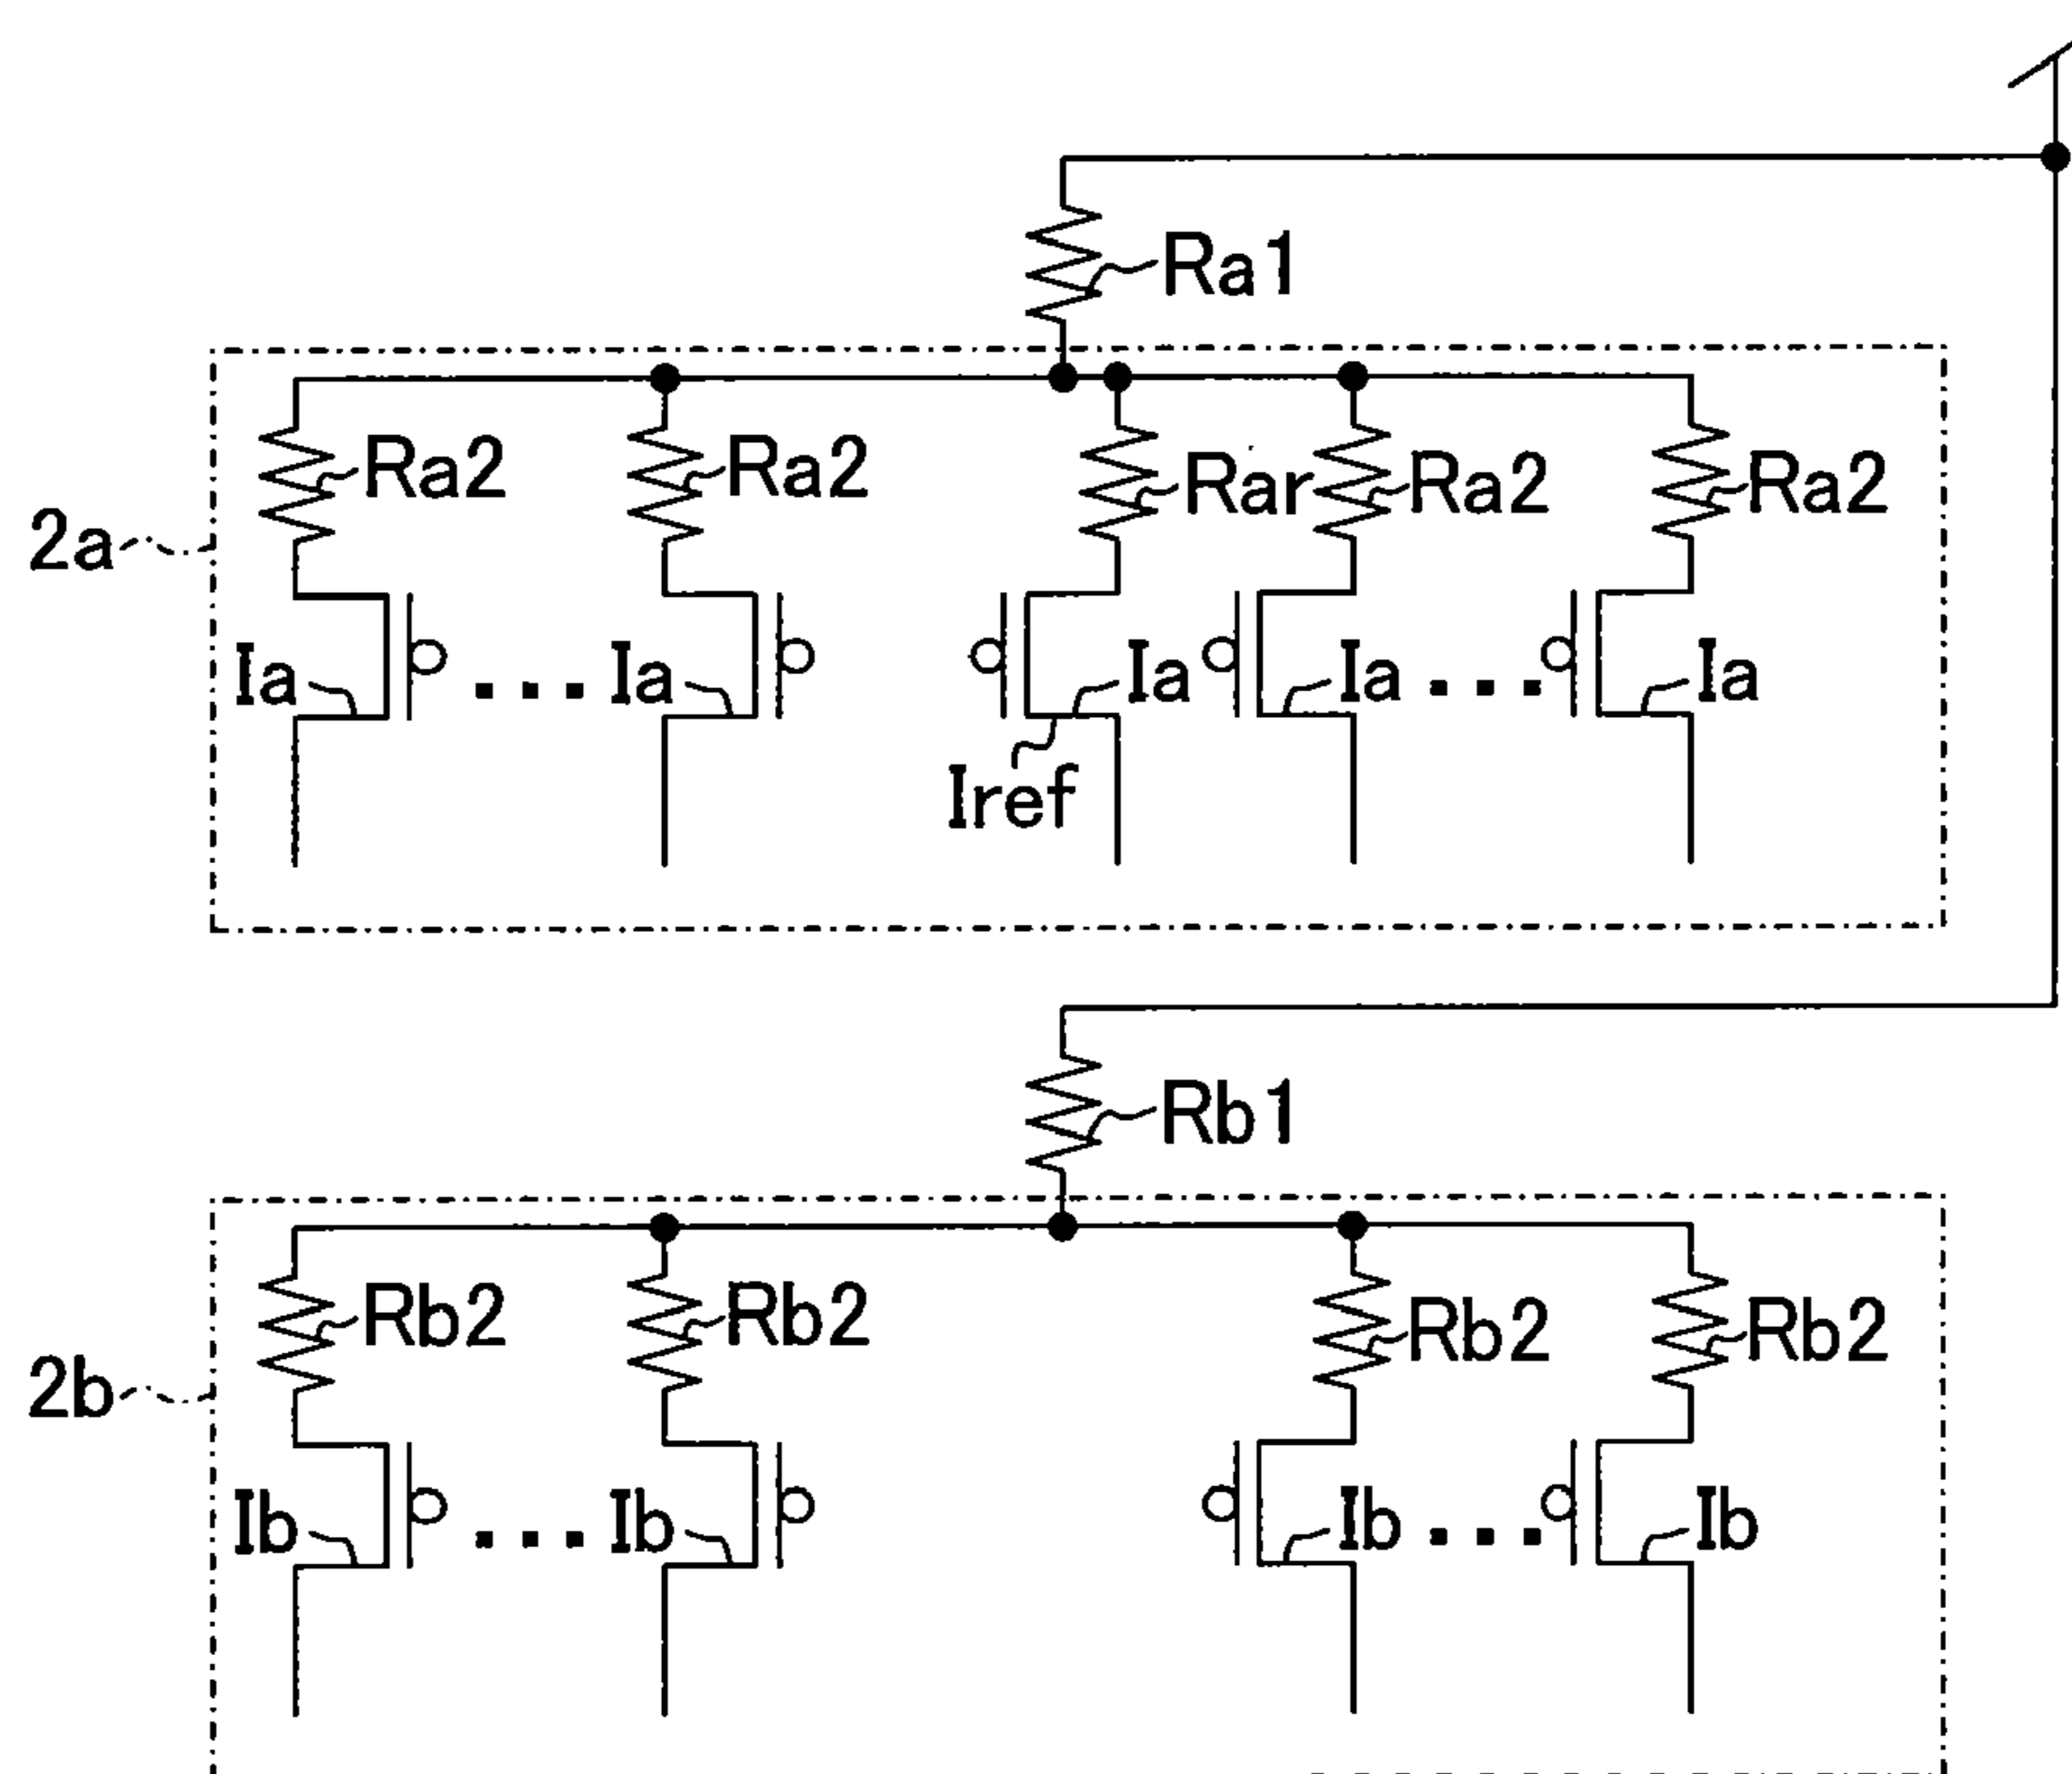 Ra1
Ra2 Ra2 Rar Ra2 Ra2
2a
Ia ... Ia Ia Ia ... Ia
Iref
Rb1
Rb2 Rb2 Rb2 Rb2
2b
Ib ... Ib Ib ... Ib